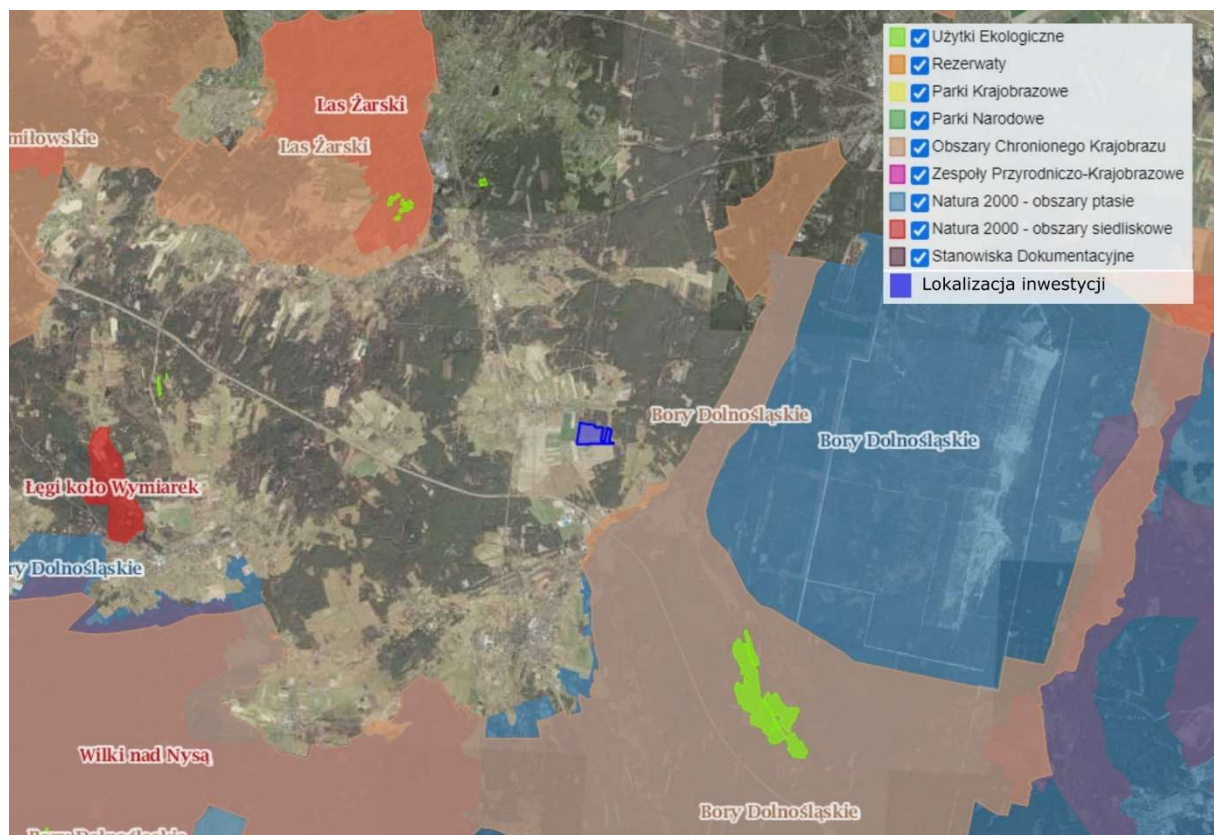 Użytki Ekologiczne
Rezerwaty
Parki Krajobrazowe
Parki Narodowe
Obszary Chronionego Krajobrazu
Zespoły Przyrodniczo-Krajobrazowe
Natura 2000 - obszary ptasie
Natura 2000 - obszary siedliskowe
Stanowiska Dokumentacyjne
Lokalizacja inwestycji
Las Żarski
miłowskie
Las Żarski
Bory Dolnośląskie
Bory Dolnośląskie
Łęgi koło Wymiarek
ry Dolnośląskie
Wilki nad Nysą
Bory Dolnośląskie
Bory Dolnośląskie